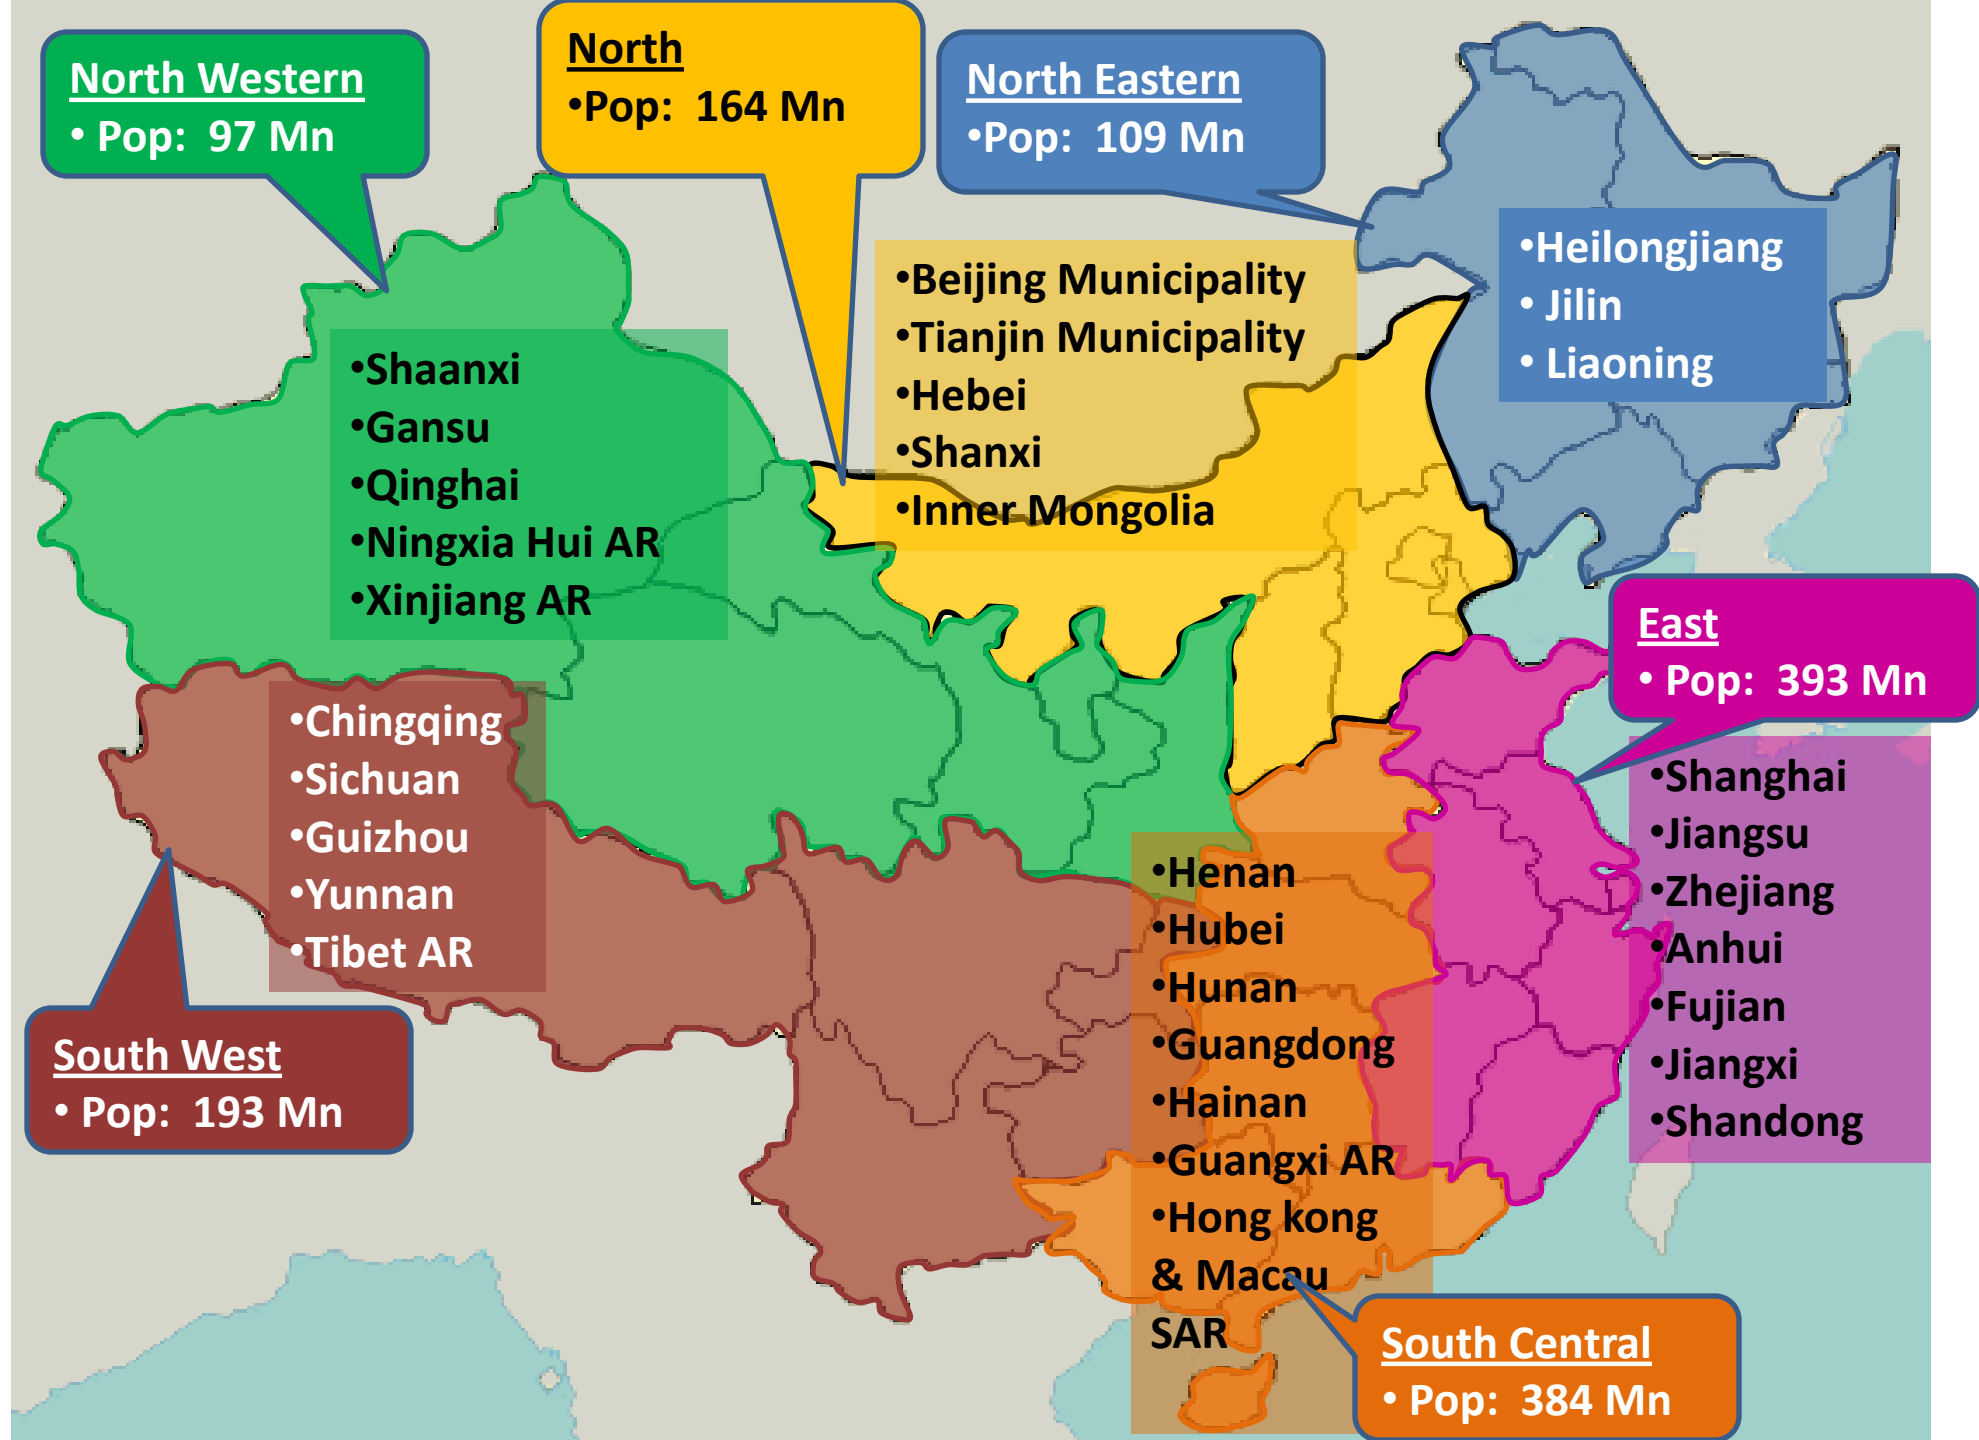 North Western
• Pop: 97 Mn
North
•Pop: 164 Mn
North Eastern
•Pop: 109 Mn
•Heilongjiang
• Jilin
• Liaoning
•Beijing Municipality
•Tianjin Municipality
•Hebei
•Shanxi
•Inner Mongolia
•Shaanxi
•Gansu
•Qinghai
•Ningxia Hui AR
•Xinjiang AR
East
• Pop: 393 Mn
•Shanghai
•Jiangsu
•Zhejiang
•Anhui
•Fujian
•Jiangxi
•Shandong
•Chingqing
•Sichuan
•Guizhou
•Yunnan
•Tibet AR
South West
• Pop: 193 Mn
•Henan
•Hubei
•Hunan
•Guangdong
•Hainan
•Guangxi AR
•Hong kong
& Macau
SAR
South Central
• Pop: 384 Mn